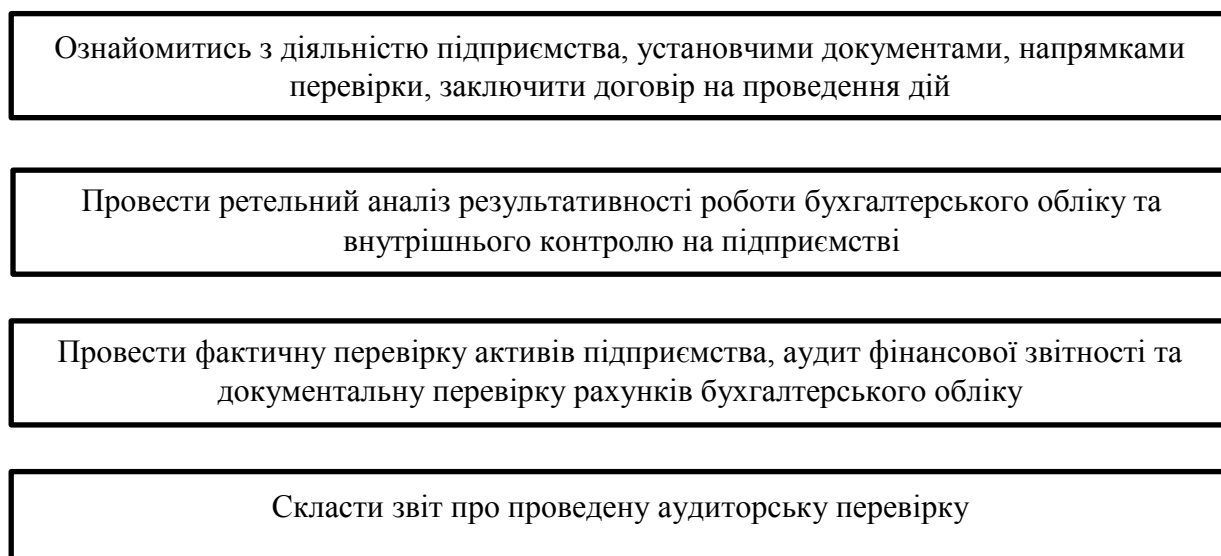 Ознайомитись з діяльністю підприємства, установчими документами, напрямками
перевірки, заключити договір на проведення дій
Провести ретельний аналіз результативності роботи бухгалтерського обліку та
внутрішнього контролю на підприємстві
Провести фактичну перевірку активів підприємства, аудит фінансової звітності та
документальну перевірку рахунків бухгалтерського обліку
Скласти звіт про проведену аудиторську перевірку